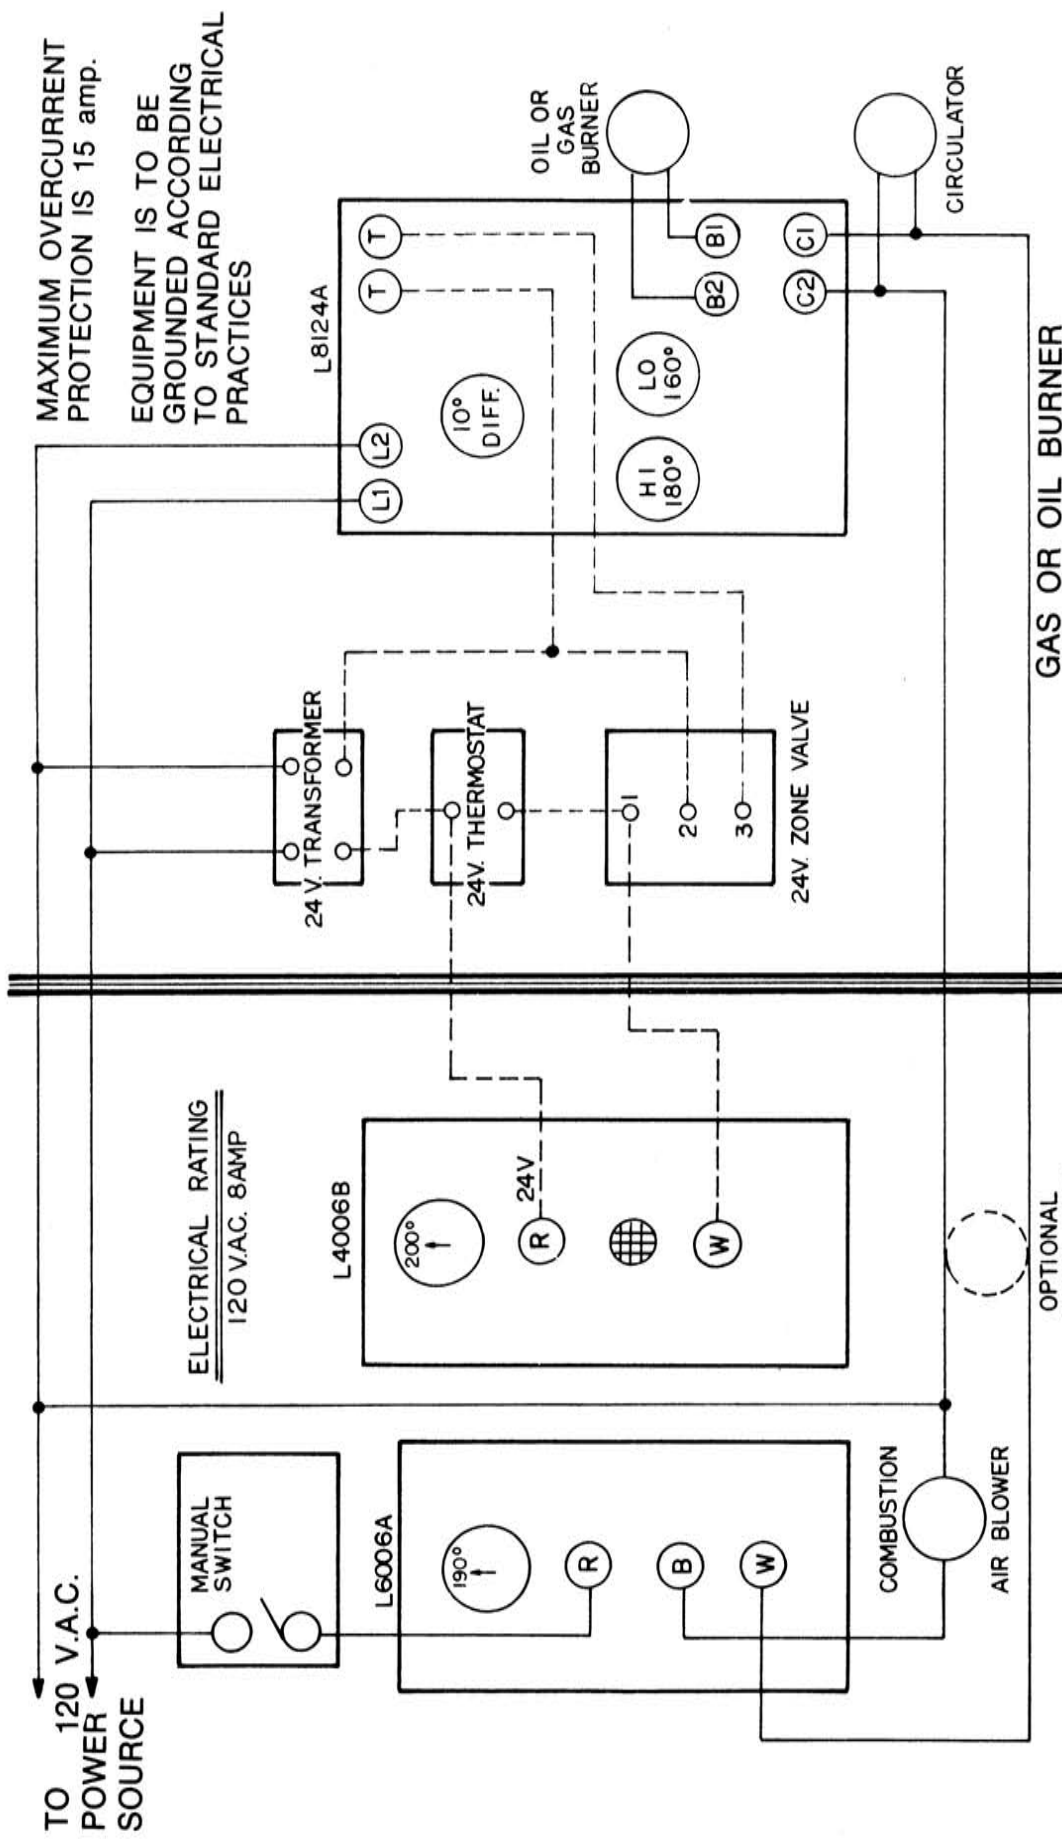 TO 120 V.A.C.
POWER
SOURCE
MANUAL
SWITCH
L6006A
190°
R
B
W
COMBUSTION
AIR BLOWER
ELECTRICAL RATING
120 V.A.C. 8AMP
L4006B
200°
24V
R
W
OPTIONAL
24V. TRANSFORMER
24V. THERMOSTAT
1
2
3
24V. ZONE VALVE
MAXIMUM OVERCURRENT
PROTECTION IS 15 amp.
EQUIPMENT IS TO BE
GROUNDED ACCORDING
TO STANDARD ELECTRICAL
PRACTICES
L8124A
L1
L2
T
T
10°
DIFF.
HI
180°
LO
160°
B2
B1
C2
C1
OIL OR
GAS
BURNER
CIRCULATOR
GAS OR OIL BURNER